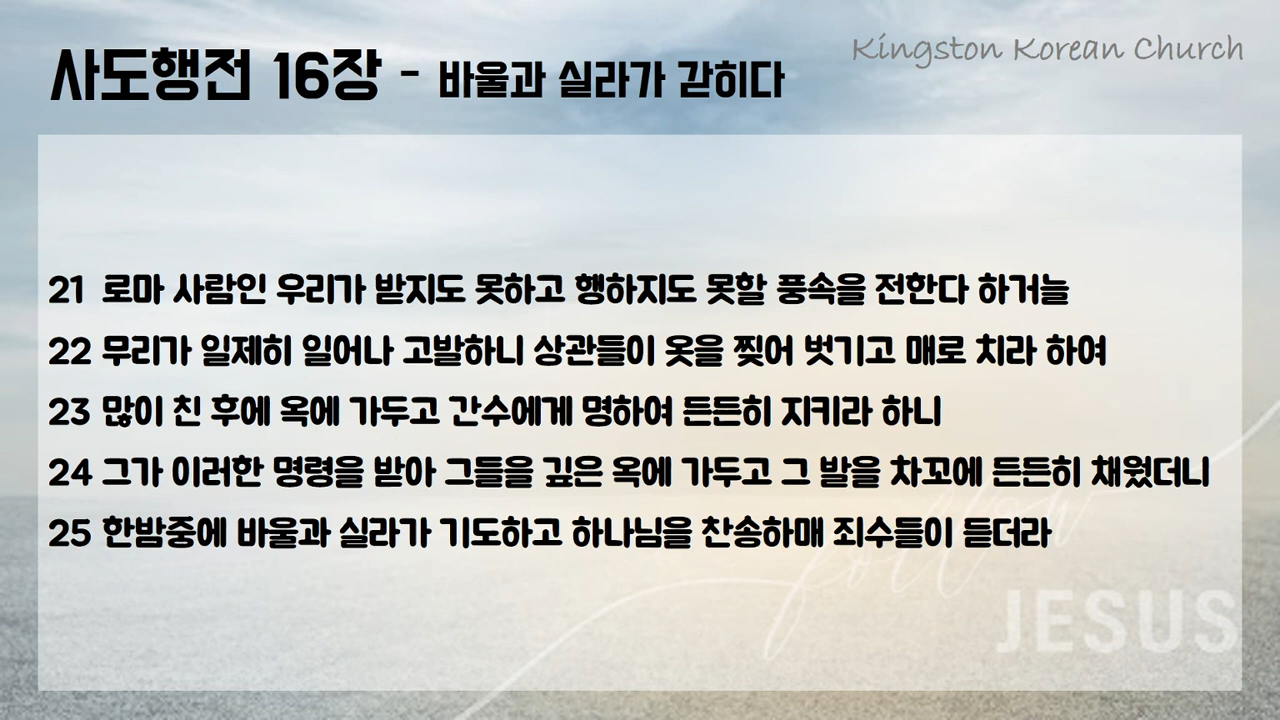 Kingston Korean Church
사도행전 16장 - 바울과 실라가 갇히다
21 로마 사람인 우리가 받지도 못하고 행하지도 못할 풍속을 전한다 하거늘
22 무리가 일제히 일어나 고발하니 상관들이 옷을 찢어 벗기고 매로 치라 하여
23 많이 친 후에 옥에 가두고 간수에게 명하여 든든히 지키라 하니
24 그가 이러한 명령을 받아 그들을 깊은 옥에 가두고 그 발을 차꼬에 든든히 채웠더니
25 한밤중에 바울과 실라가 기도하고 하나님을 찬송하매 죄수들이 듣더라
follow
JESUS